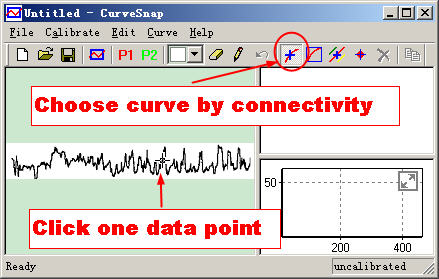 Untitled - CurveSnap
File Calibrate Edit Curve Help
P1 P2
Choose curve by connectivity
Click one data point
50
200 400
Ready uncalibrated